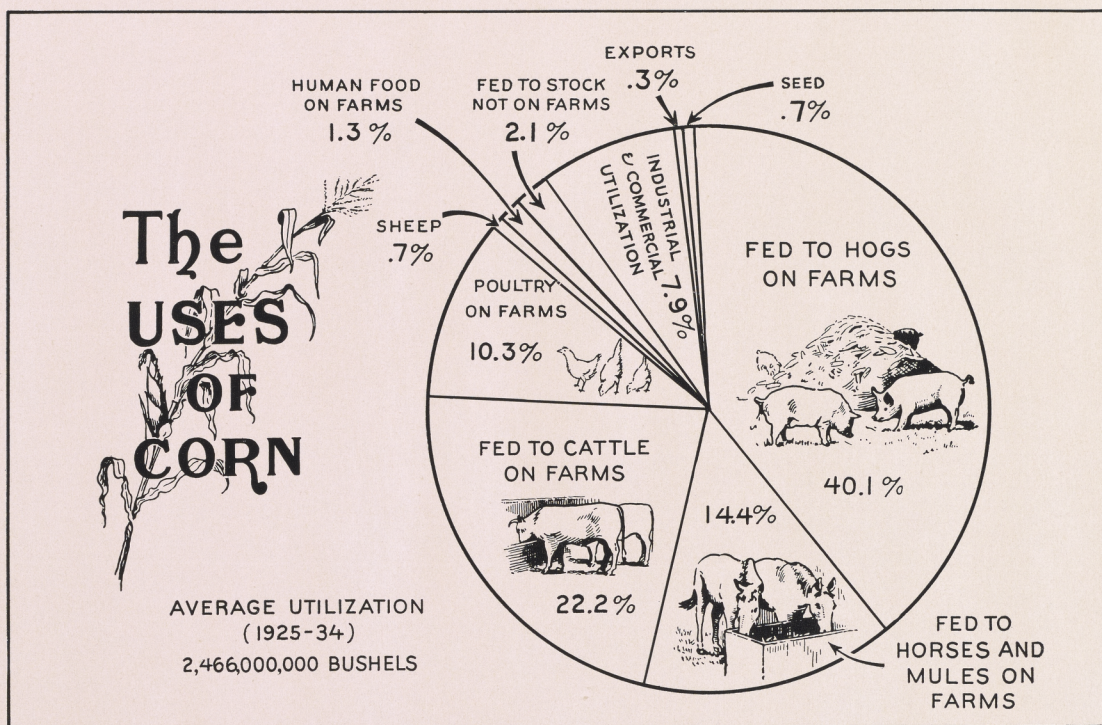 The
USES
OF
CORN
AVERAGE UTILIZATION
(1925-34)
2,466,000,000 BUSHELS
HUMAN FOOD
ON FARMS
1.3 %
FED TO STOCK
NOT ON FARMS
2.1 %
EXPORTS
.3%
SEED
.7%
SHEEP
.7%
POULTRY
ON FARMS
10.3%
INDUSTRIAL
& COMMERCIAL
UTILIZATION
7.9%
FED TO HOGS
ON FARMS
40.1 %
FED TO CATTLE
ON FARMS
22.2%
14.4%
FED TO
HORSES AND
MULES ON
FARMS